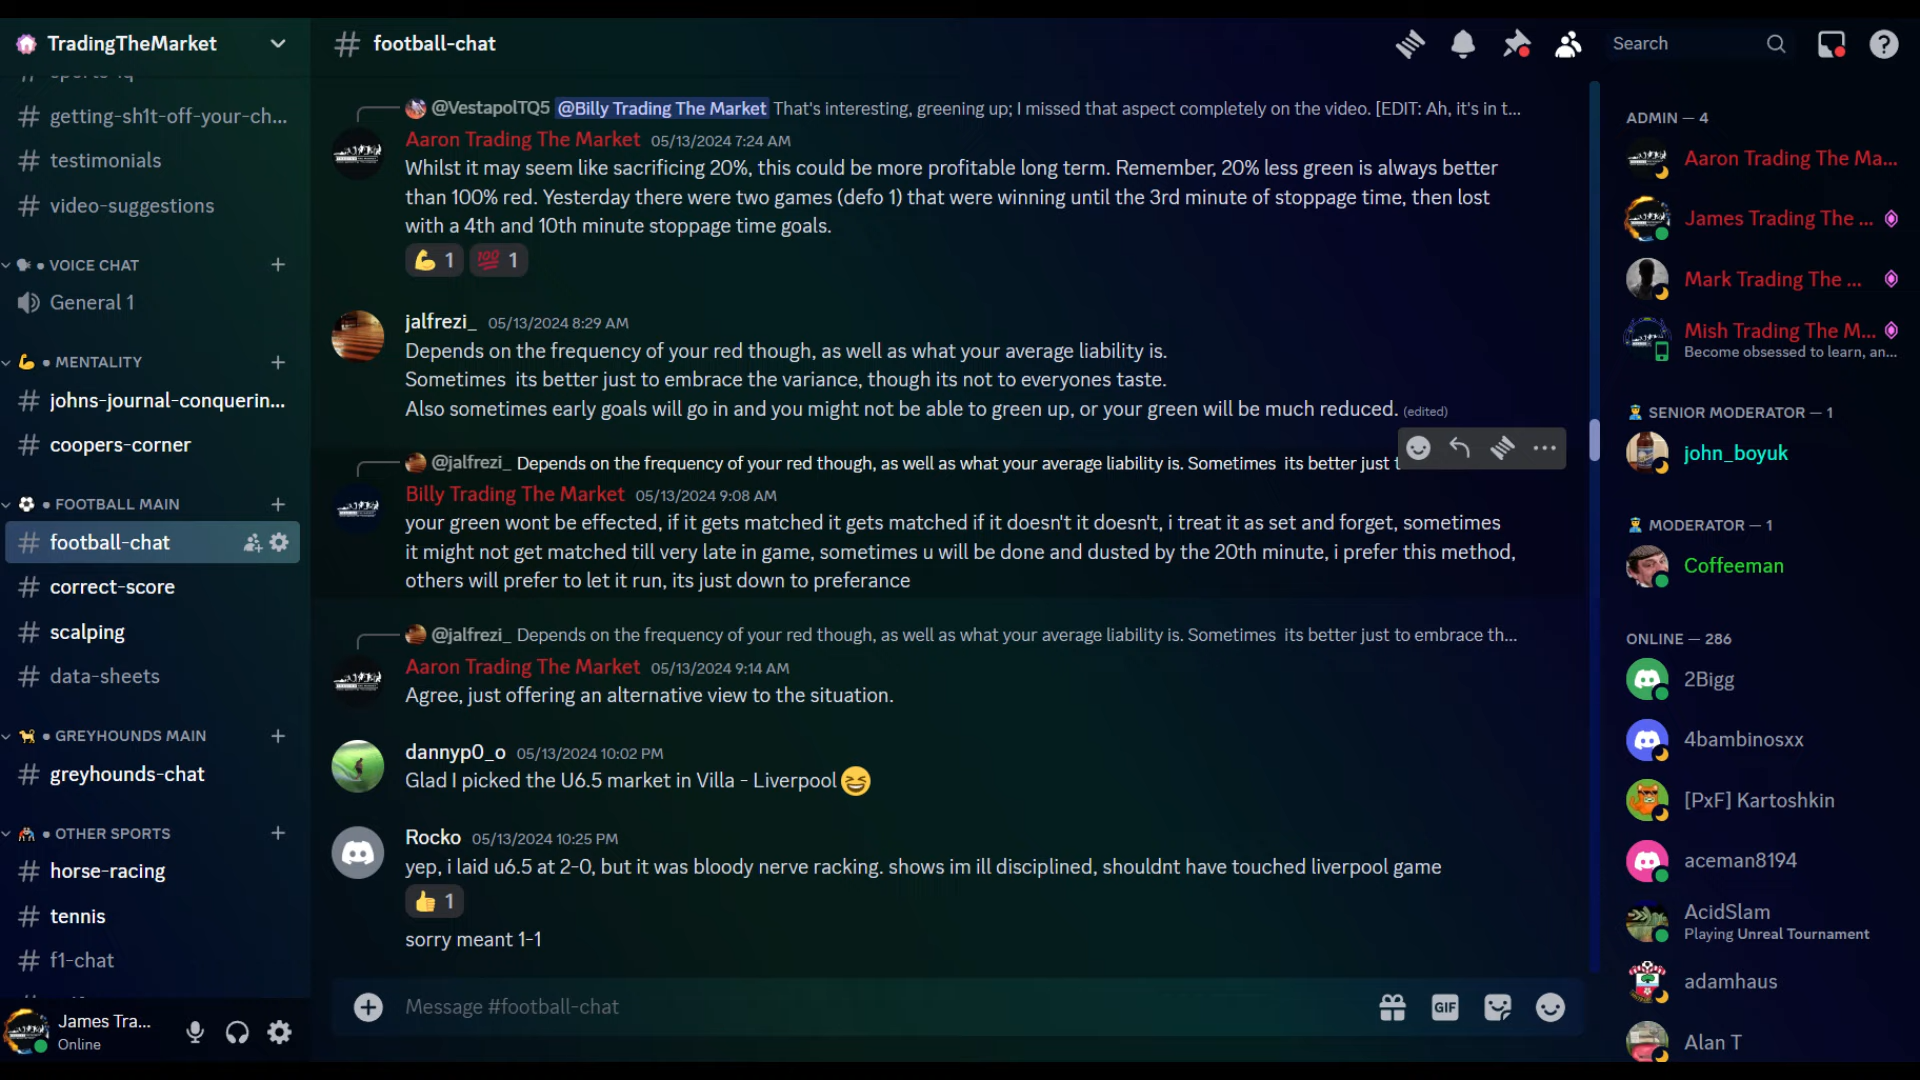 TradingTheMarket
getting-sh1t-off-your-ch...
testimonials
video-suggestions
VOICE CHAT
General 1
MENTALITY
johns-journal-conquerin...
coopers-corner
FOOTBALL MAIN
football-chat
correct-score
scalping
data-sheets
GREYHOUNDS MAIN
greyhounds-chat
OTHER SPORTS
horse-racing
tennis
f1-chat
James Tra...
Online
football-chat
Search
@VestapolTQ5 @Billy Trading The Market That's interesting, greening up; I missed that aspect completely on the video. [EDIT: Ah, it's in t...
Aaron Trading The Market 05/13/2024 7:24 AM
Whilst it may seem like sacrificing 20%, this could be more profitable long term. Remember, 20% less green is always better
than 100% red. Yesterday there were two games (defo 1) that were winning until the 3rd minute of stoppage time, then lost
with a 4th and 10th minute stoppage time goals.
💪 1 💯 1
jalfrezi_ 05/13/2024 8:29 AM
Depends on the frequency of your red though, as well as what your average liability is.
Sometimes its better just to embrace the variance, though its not to everyones taste.
Also sometimes early goals will go in and you might not be able to green up, or your green will be much reduced. (edited)
@jalfrezi_ Depends on the frequency of your red though, as well as what your average liability is. Sometimes its better just t
Billy Trading The Market 05/13/2024 9:08 AM
your green wont be effected, if it gets matched it gets matched if it doesn't it doesn't, i treat it as set and forget, sometimes
it might not get matched till very late in game, sometimes u will be done and dusted by the 20th minute, i prefer this method,
others will prefer to let it run, its just down to preferance
@jalfrezi_ Depends on the frequency of your red though, as well as what your average liability is. Sometimes its better just to embrace th...
Aaron Trading The Market 05/13/2024 9:14 AM
Agree, just offering an alternative view to the situation.
dannyp0_o 05/13/2024 10:02 PM
Glad I picked the U6.5 market in Villa - Liverpool 😆
Rocko 05/13/2024 10:25 PM
yep, i laid u6.5 at 2-0, but it was bloody nerve racking. shows im ill disciplined, shouldnt have touched liverpool game
👍 1
sorry meant 1-1
Message #football-chat
GIF
ADMIN — 4
Aaron Trading The Ma...
James Trading The ...
Mark Trading The ...
Mish Trading The M...
Become obsessed to learn, an...
SENIOR MODERATOR — 1
john_boyuk
MODERATOR — 1
Coffeeman
ONLINE — 286
2Bigg
4bambinosxx
[PxF] Kartoshkin
aceman8194
AcidSlam
Playing Unreal Tournament
adamhaus
Alan T